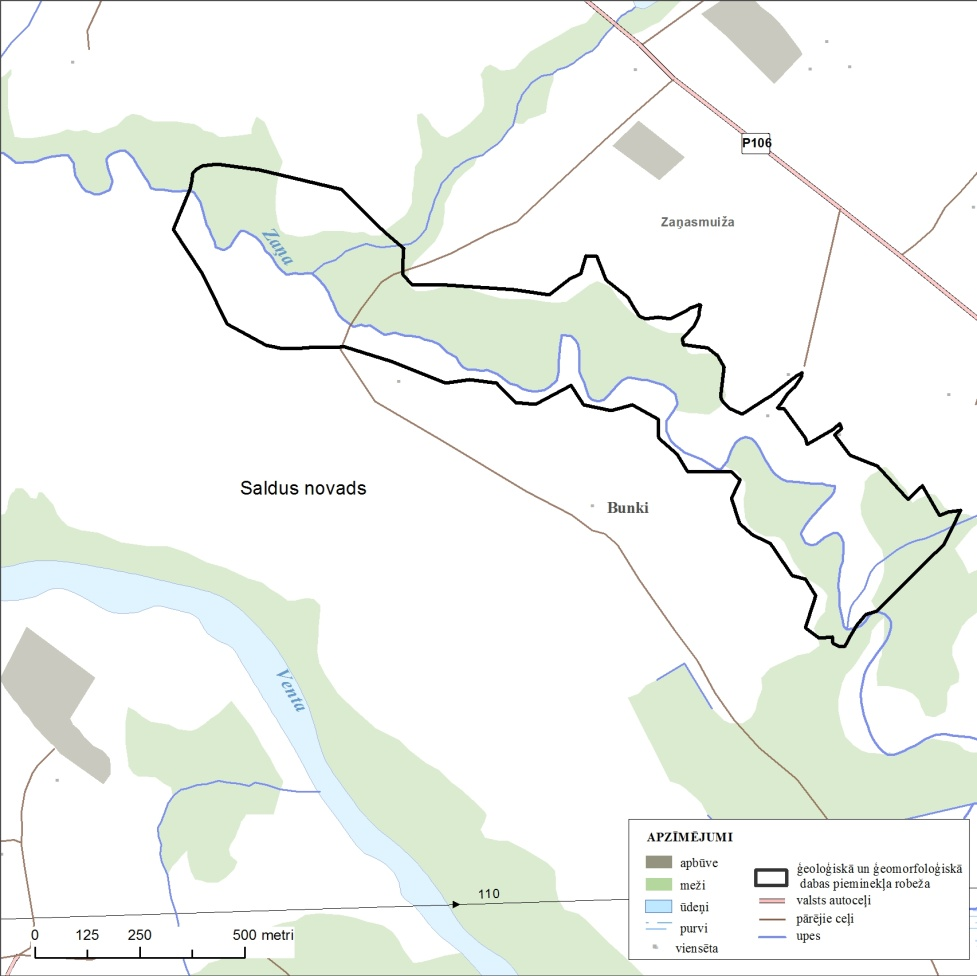 P106
Zaņasmuiža
Zaņa
Saldus novads
Bunki
Venta
110
0 125 250 500 metri
APZĪMĒJUMI
apbūve
meži
ūdeņi
purvi
viensēta
ģeoloģiskā un ģeomorfoloģiskā
dabas pieminekļa robeža
valsts autoceļi
pārējie ceļi
upes